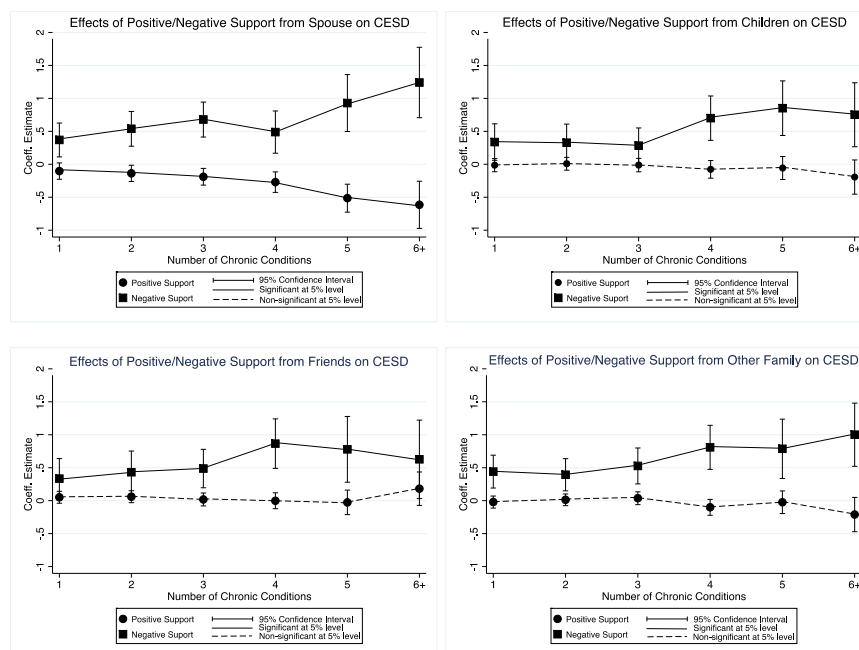 Effects of Positive/Negative Support from Spouse on CESD
2
1.5
1
.5
0
-.5
-1
Coeff. Estimate
1 2 3 4 5 6+
Number of Chronic Conditions
Positive Support 95% Confidence Interval
Significant at 5% level
Negative Suport Non-significant at 5% level
Effects of Positive/Negative Support from Children on CESD
2
1.5
1
.5
0
-.5
-1
Coeff. Estimate
1 2 3 4 5 6+
Number of Chronic Conditions
Positive Support 95% Confidence Interval
Significant at 5% level
Negative Suport Non-significant at 5% level
Effects of Positive/Negative Support from Friends on CESD
2
1.5
1
.5
0
-.5
-1
Coeff. Estimate
1 2 3 4 5 6+
Number of Chronic Conditions
Positive Support 95% Confidence Interval
Significant at 5% level
Negative Suport Non-significant at 5% level
Effects of Positive/Negative Support from Other Family on CESD
2
1.5
1
.5
0
-.5
-1
Coeff. Estimate
1 2 3 4 5 6+
Number of Chronic Conditions
Positive Support 95% Confidence Interval
Significant at 5% level
Negative Suport Non-significant at 5% level